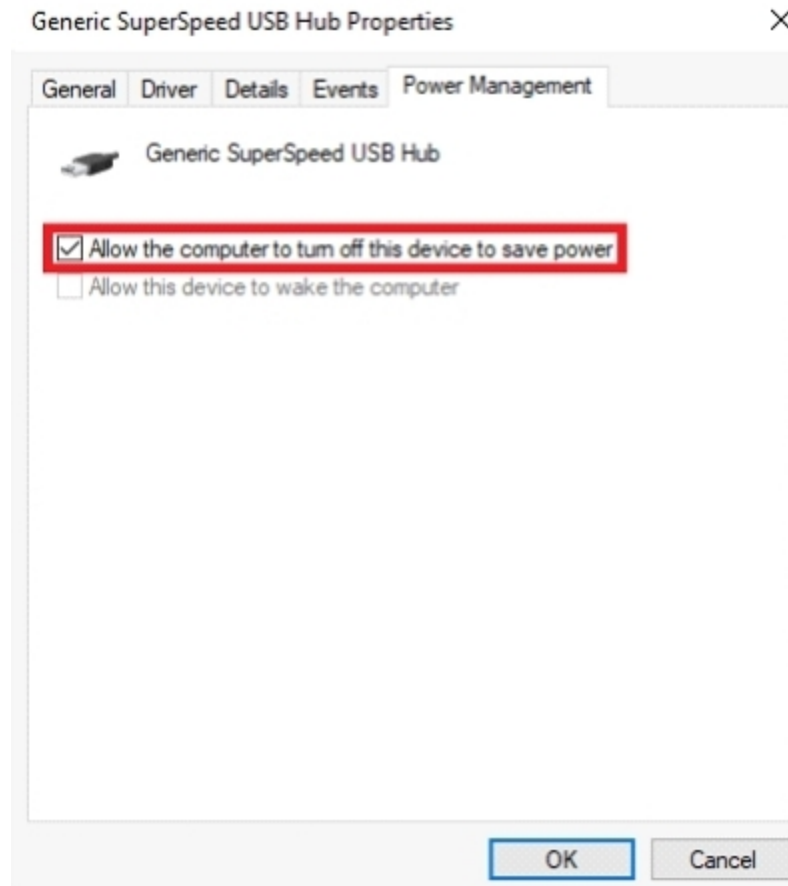 Generic SuperSpeed USB Hub Properties
General Driver Details Events Power Management
Generic SuperSpeed USB Hub
Allow the computer to turn off this device to save power
Allow this device to wake the computer
OK Cancel